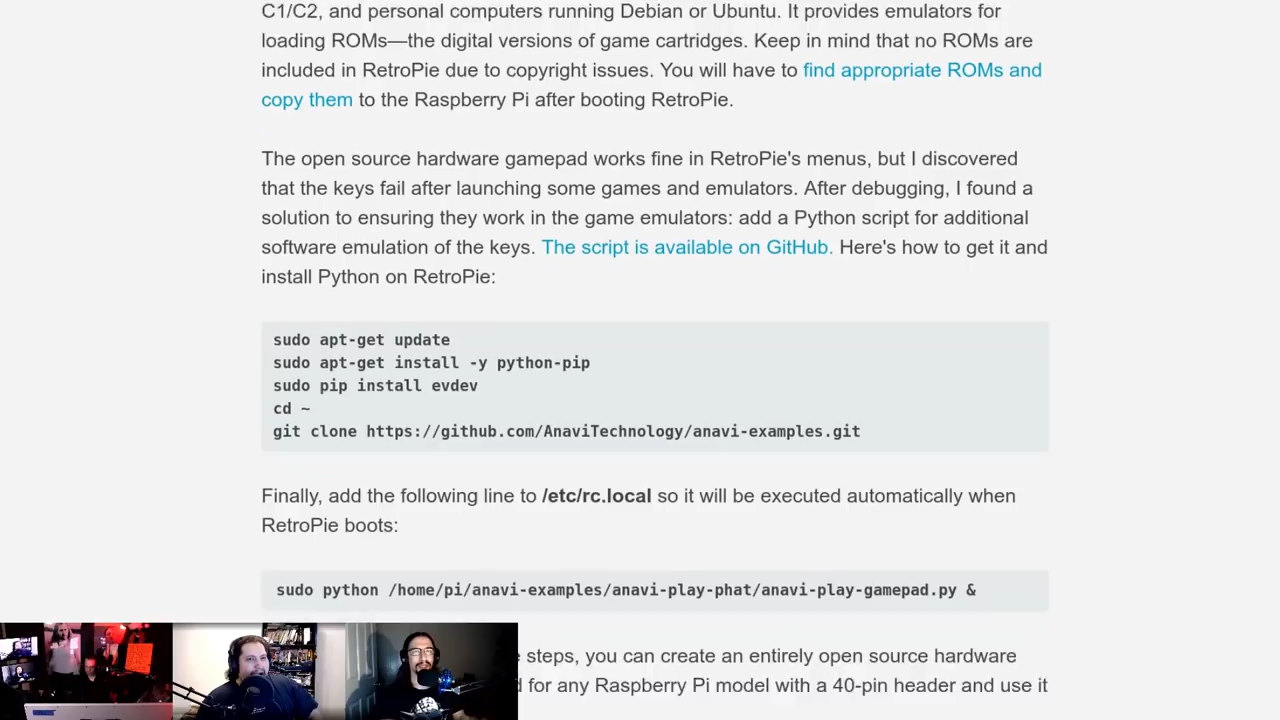 C1/C2, and personal computers running Debian or Ubuntu. It provides emulators for
loading ROMs—the digital versions of game cartridges. Keep in mind that no ROMs are
included in RetroPie due to copyright issues. You will have to find appropriate ROMs and
copy them to the Raspberry Pi after booting RetroPie.
The open source hardware gamepad works fine in RetroPie's menus, but I discovered
that the keys fail after launching some games and emulators. After debugging, I found a
solution to ensuring they work in the game emulators: add a Python script for additional
software emulation of the keys. The script is available on GitHub. Here's how to get it and
install Python on RetroPie:
sudo apt-get update
sudo apt-get install -y python-pip
sudo pip install evdev
cd ~
git clone https://github.com/AnaviTechnology/anavi-examples.git
Finally, add the following line to /etc/rc.local so it will be executed automatically when
RetroPie boots:
sudo python /home/pi/anavi-examples/anavi-play-phat/anavi-play-gamepad.py &
steps, you can create an entirely open source hardware
for any Raspberry Pi model with a 40-pin header and use it